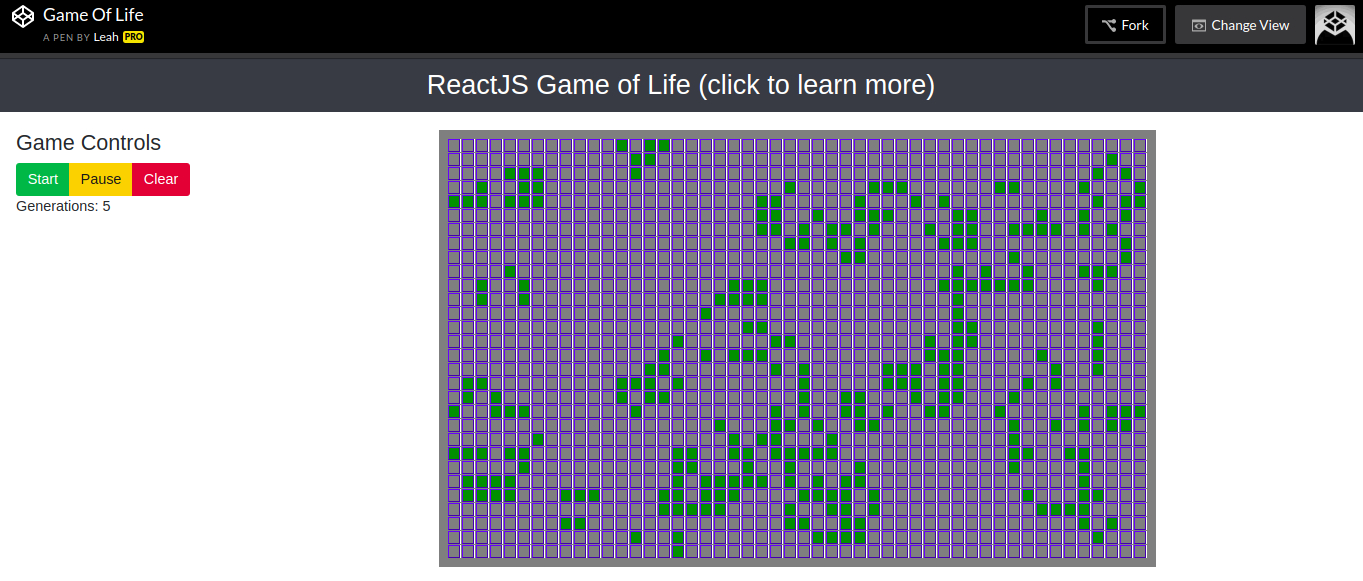 Game Of Life
A PEN BY Leah PRO
Fork
Change View
ReactJS Game of Life (click to learn more)
Game Controls
Start Pause Clear
Generations: 5